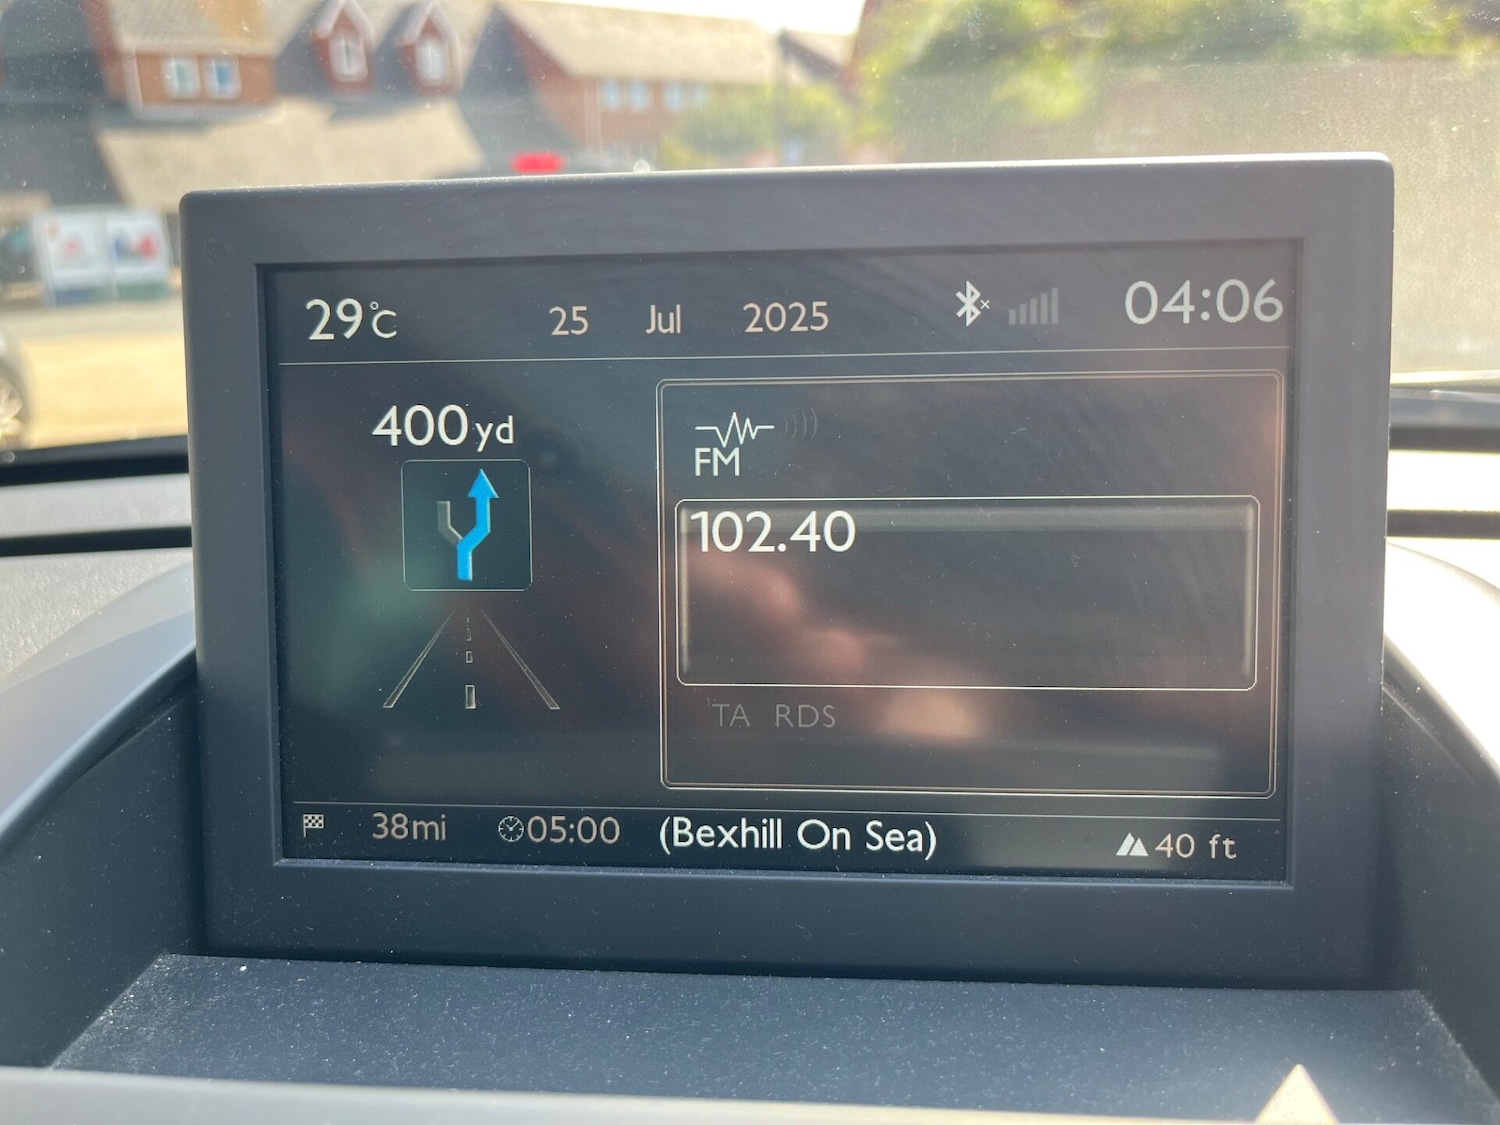 29°C 25 Jul 2025 04:06
400yd
FM
102.40
TA RDS
38mi 05:00 (Bexhill On Sea) 40 ft